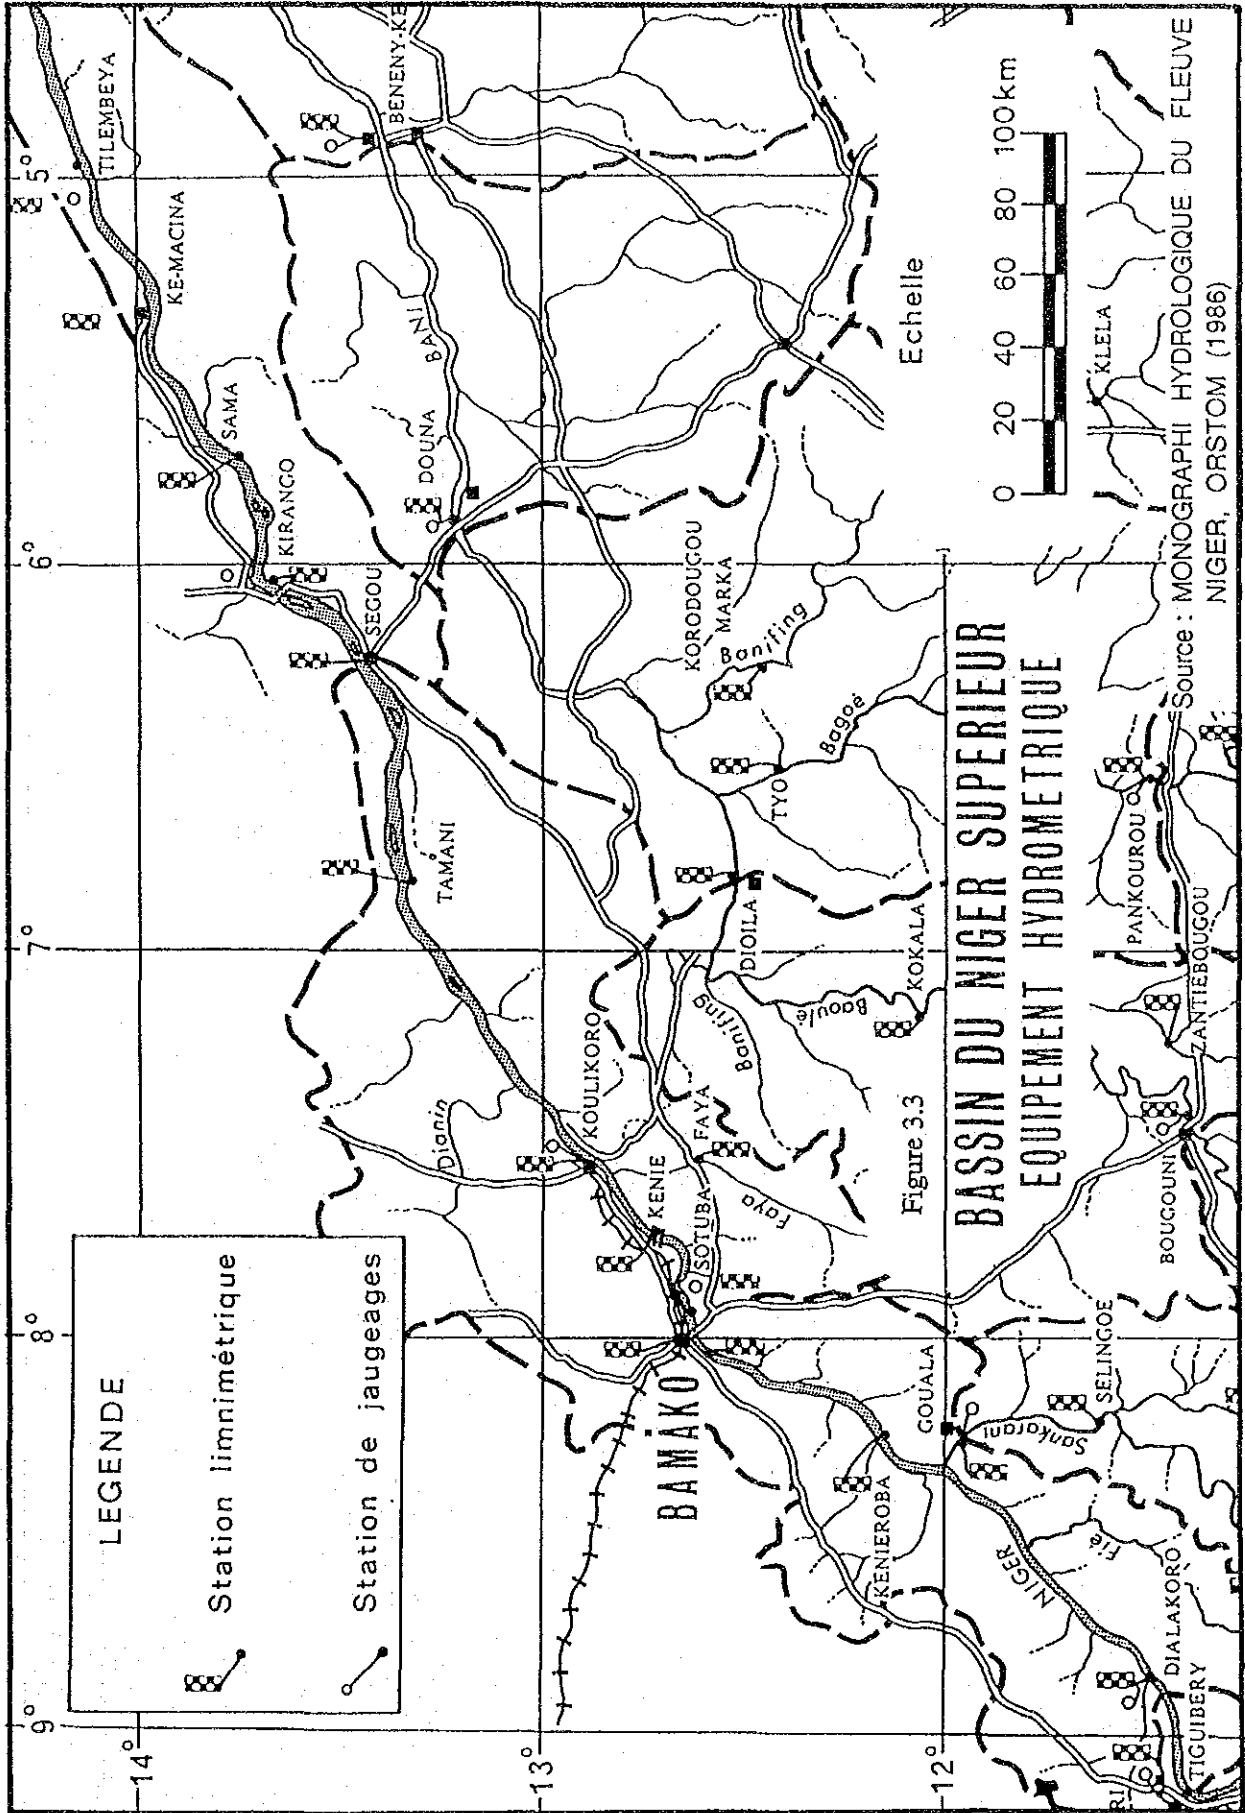 LEGENDE
Station limnimétrique
Station de jaugeages
9°
8°
7°
6°
5°
14°
13°
12°
TILEMBEYA
KE-MACINA
SAMA
KIRANGO
SEGOU
TAMANI
BENENY-KE
BANI
DOUNA
KORODOUGOU
MARKA
Banifing
Bagoé
TYO
DIOILA
KOKALA
Baoulé
Banifing
Dianin
KOULIKORO
KENIE
FAYA
Faya
SOTUBA
BAMAKO
KENIEROBA
GOUALA
SELINGOE
Sankarani
Fié
NIGER
DIALAKORO
TIGUIBERY
RI
BOUGOUNI
ZANTIEBOUGOU
PANKOUROU
KLELA
Echelle
0 20 40 60 80 100km
Figure 3.3
BASSIN DU NIGER SUPERIEUR
EQUIPEMENT HYDROMETRIQUE
Source : MONOGRAPHI HYDROLOGIQUE DU FLEUVE
NIGER, ORSTOM (1986)